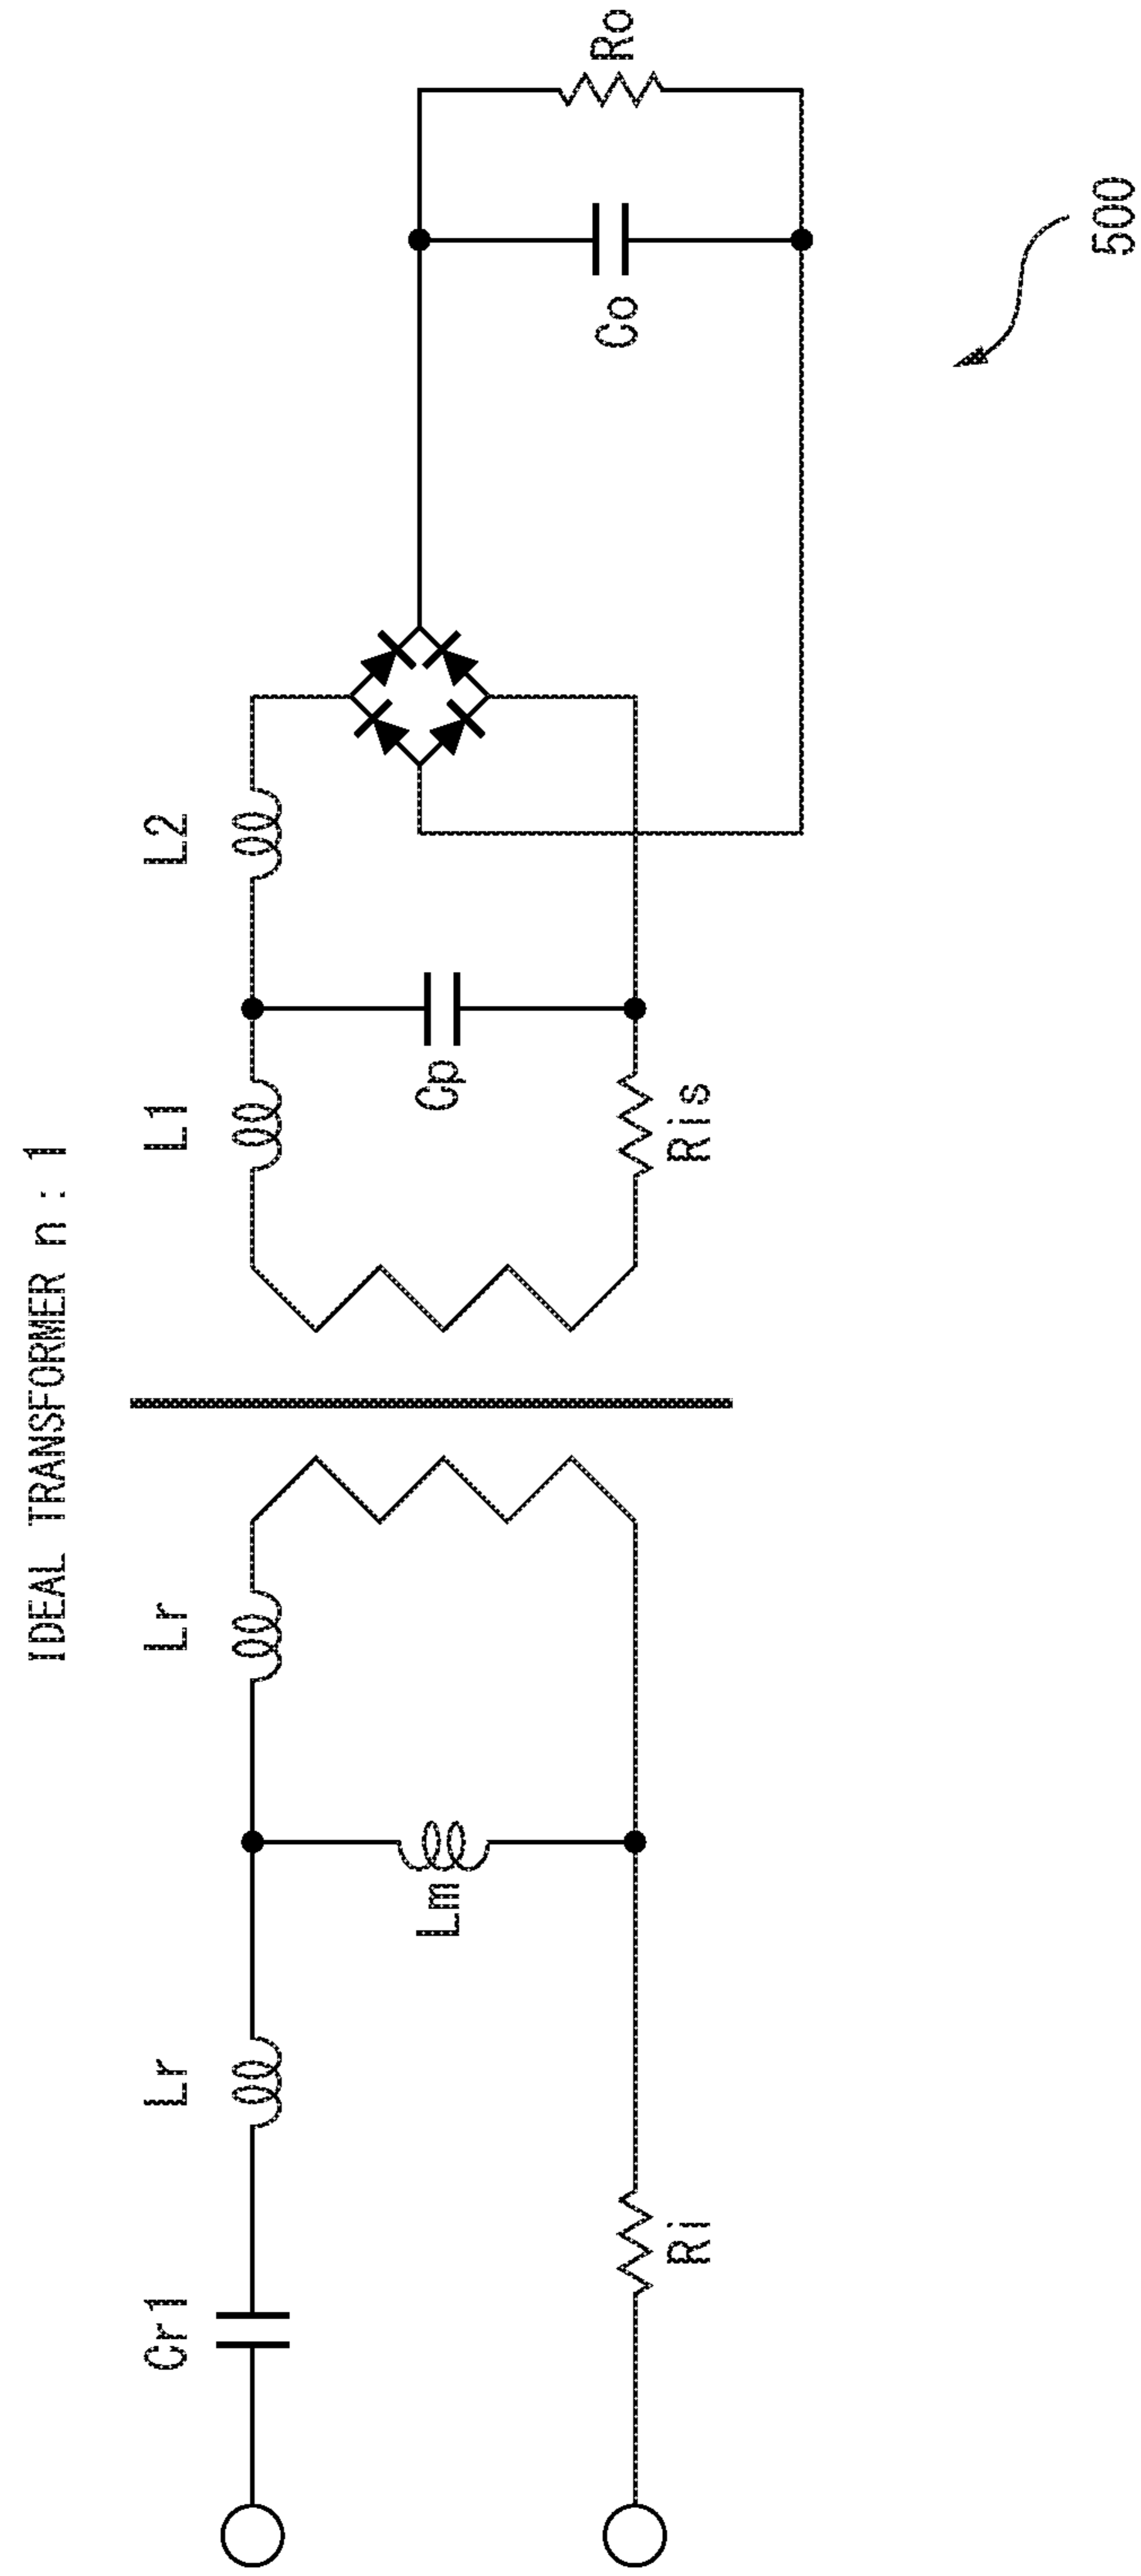 IDEAL TRANSFORMER n : 1
Cr1
Lr
Lr
L1
L2
Lm
Cp
Ri
Ris
Co
Ro
500